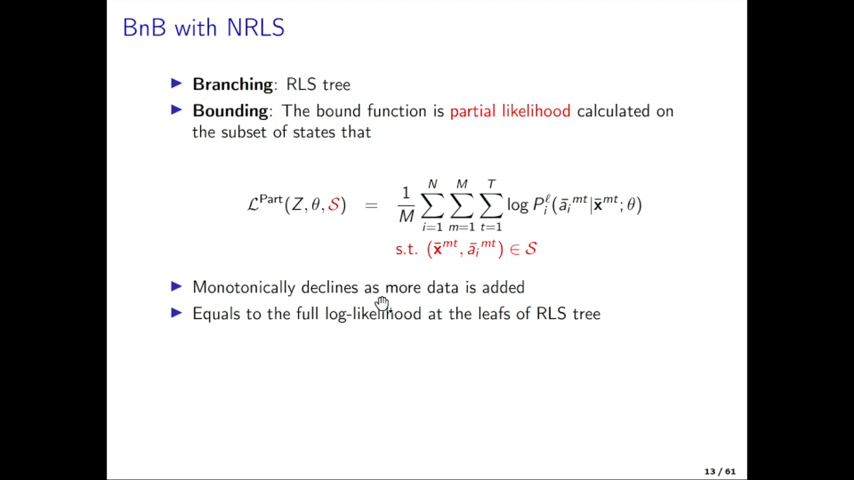 BnB with NRLS
▶ Branching: RLS tree
▶ Bounding: The bound function is partial likelihood calculated on
the subset of states that
ℒ^Part(Z, θ, 𝒮) = 1/M ∑_{i=1}^{N} ∑_{m=1}^{M} ∑_{t=1}^{T} log P_i^ℓ(ā_i^{mt}|x̄^{mt}; θ)
s.t. (x̄^{mt}, ā_i^{mt}) ∈ 𝒮
▶ Monotonically declines as more data is added
▶ Equals to the full log-likelihood at the leafs of RLS tree
13 / 61